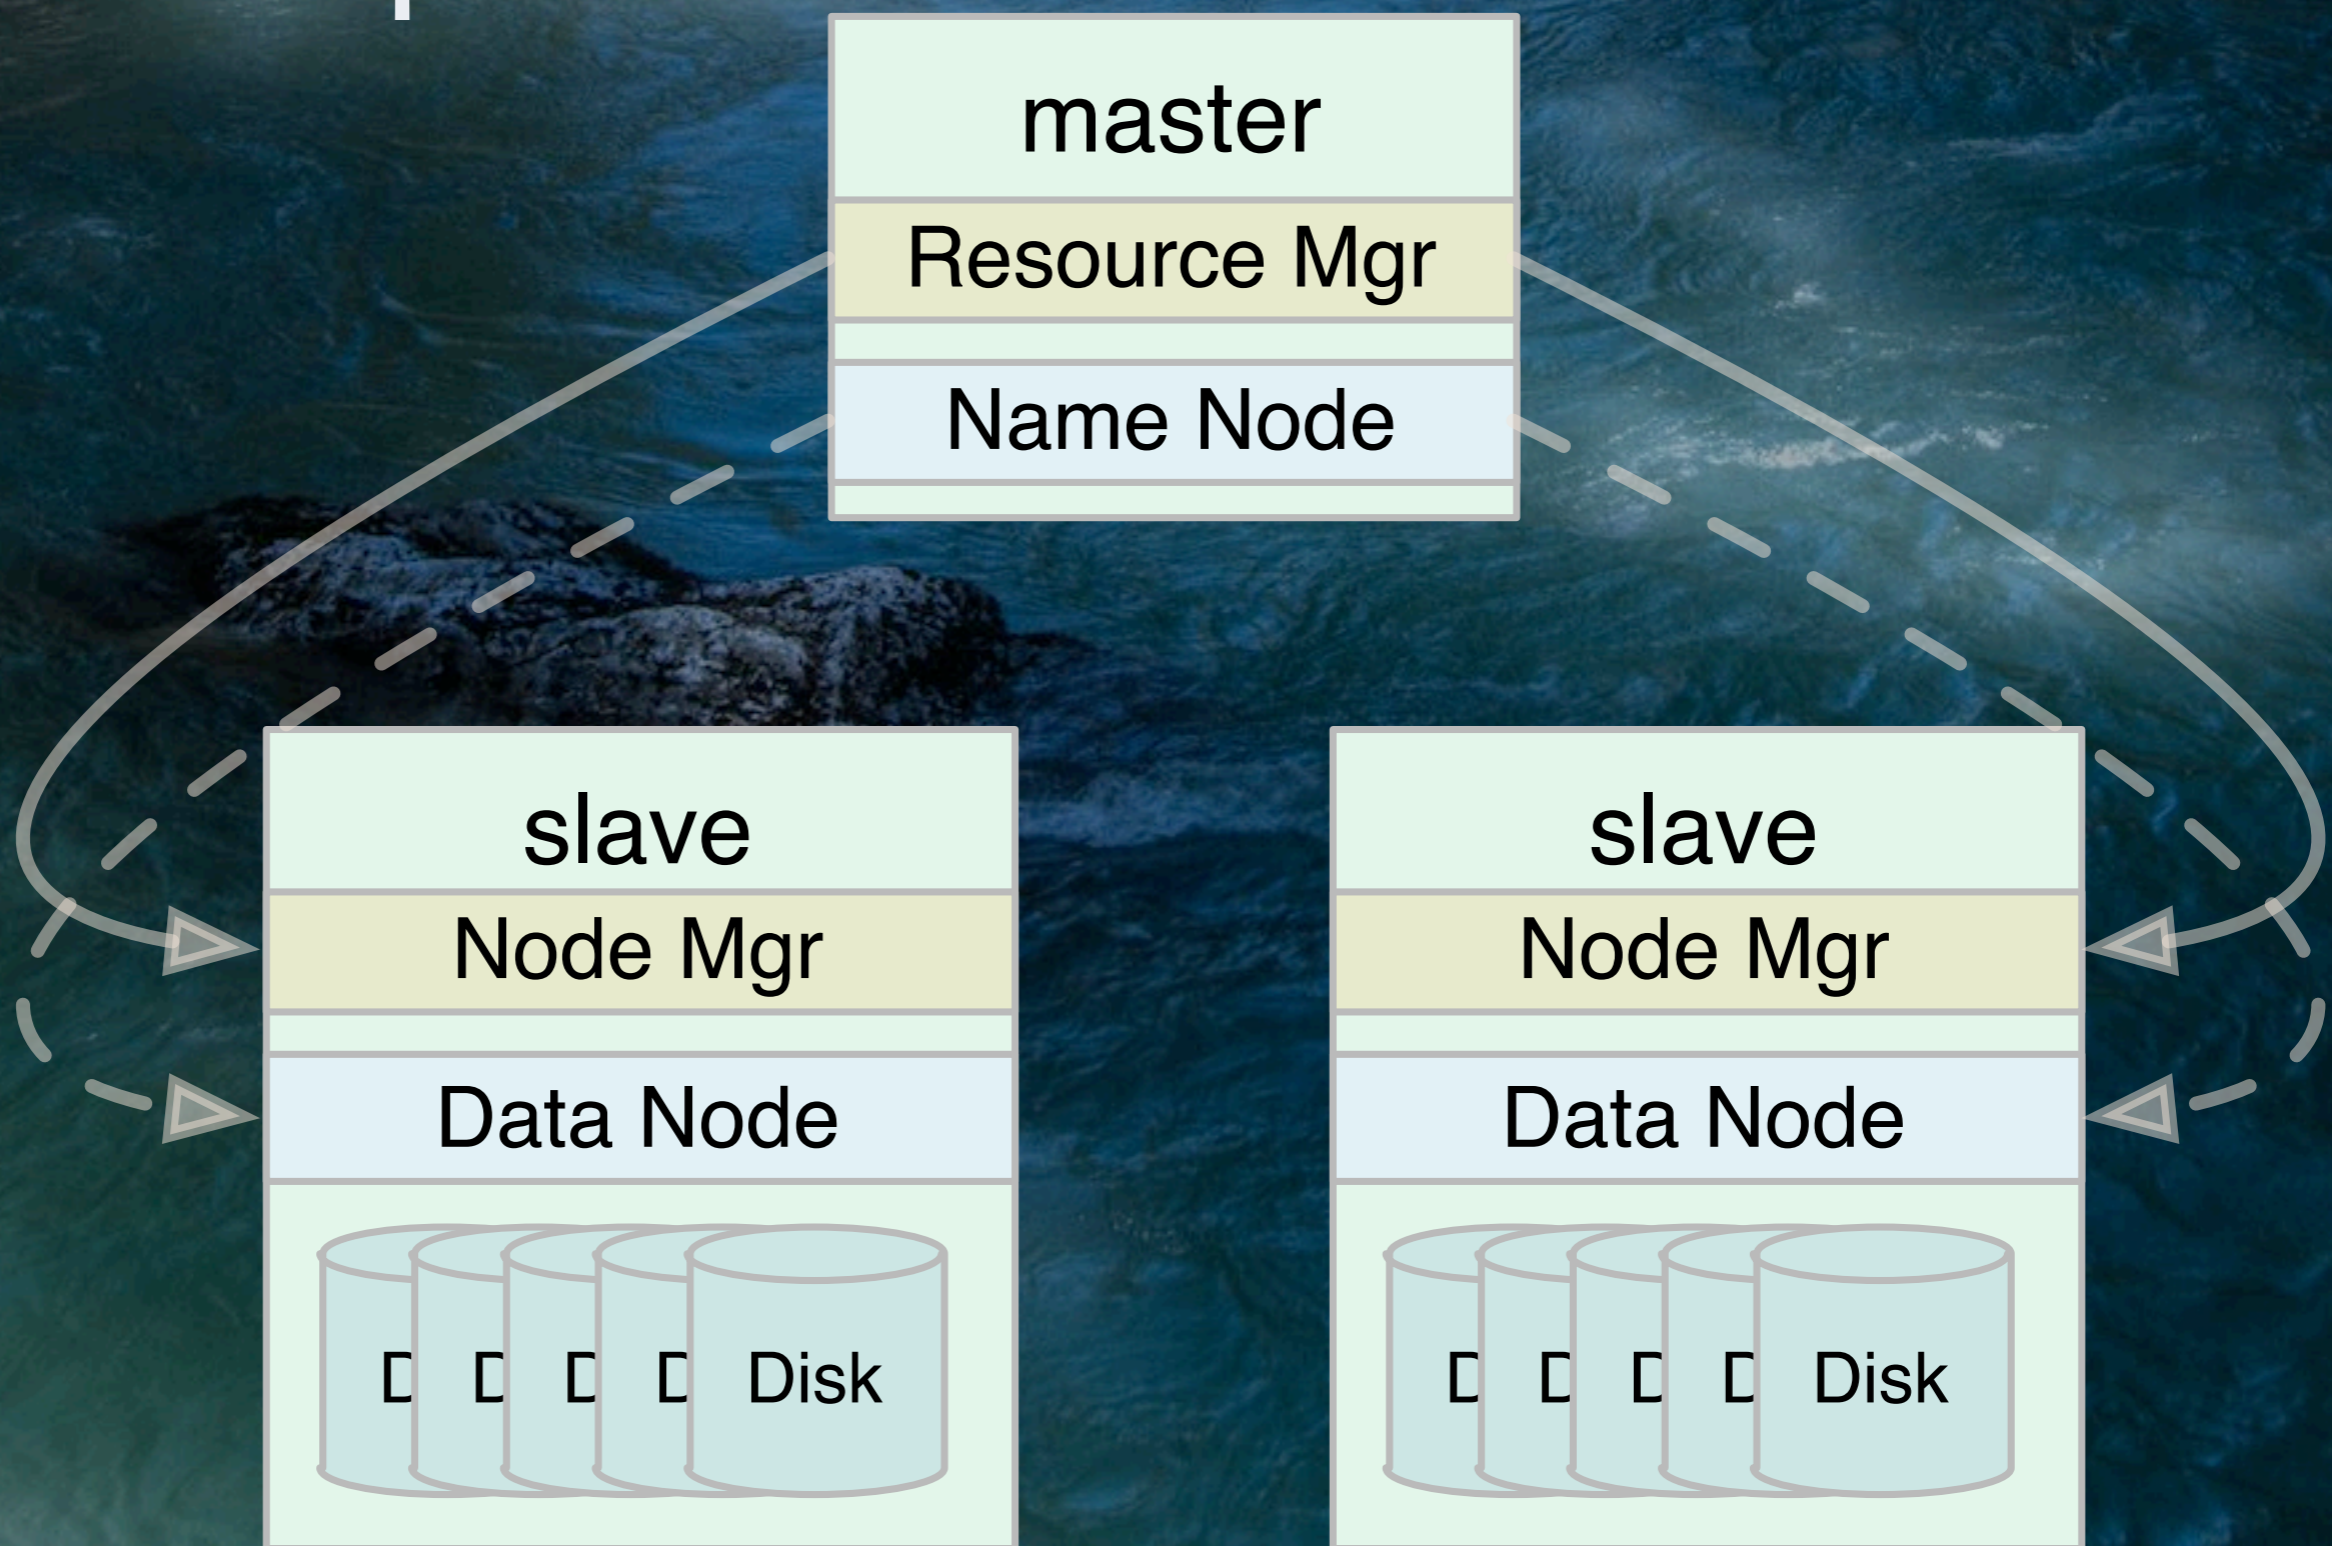 master
Resource Mgr
Name Node
slave
Node Mgr
Data Node
D D D D Disk
slave
Node Mgr
Data Node
D D D D Disk